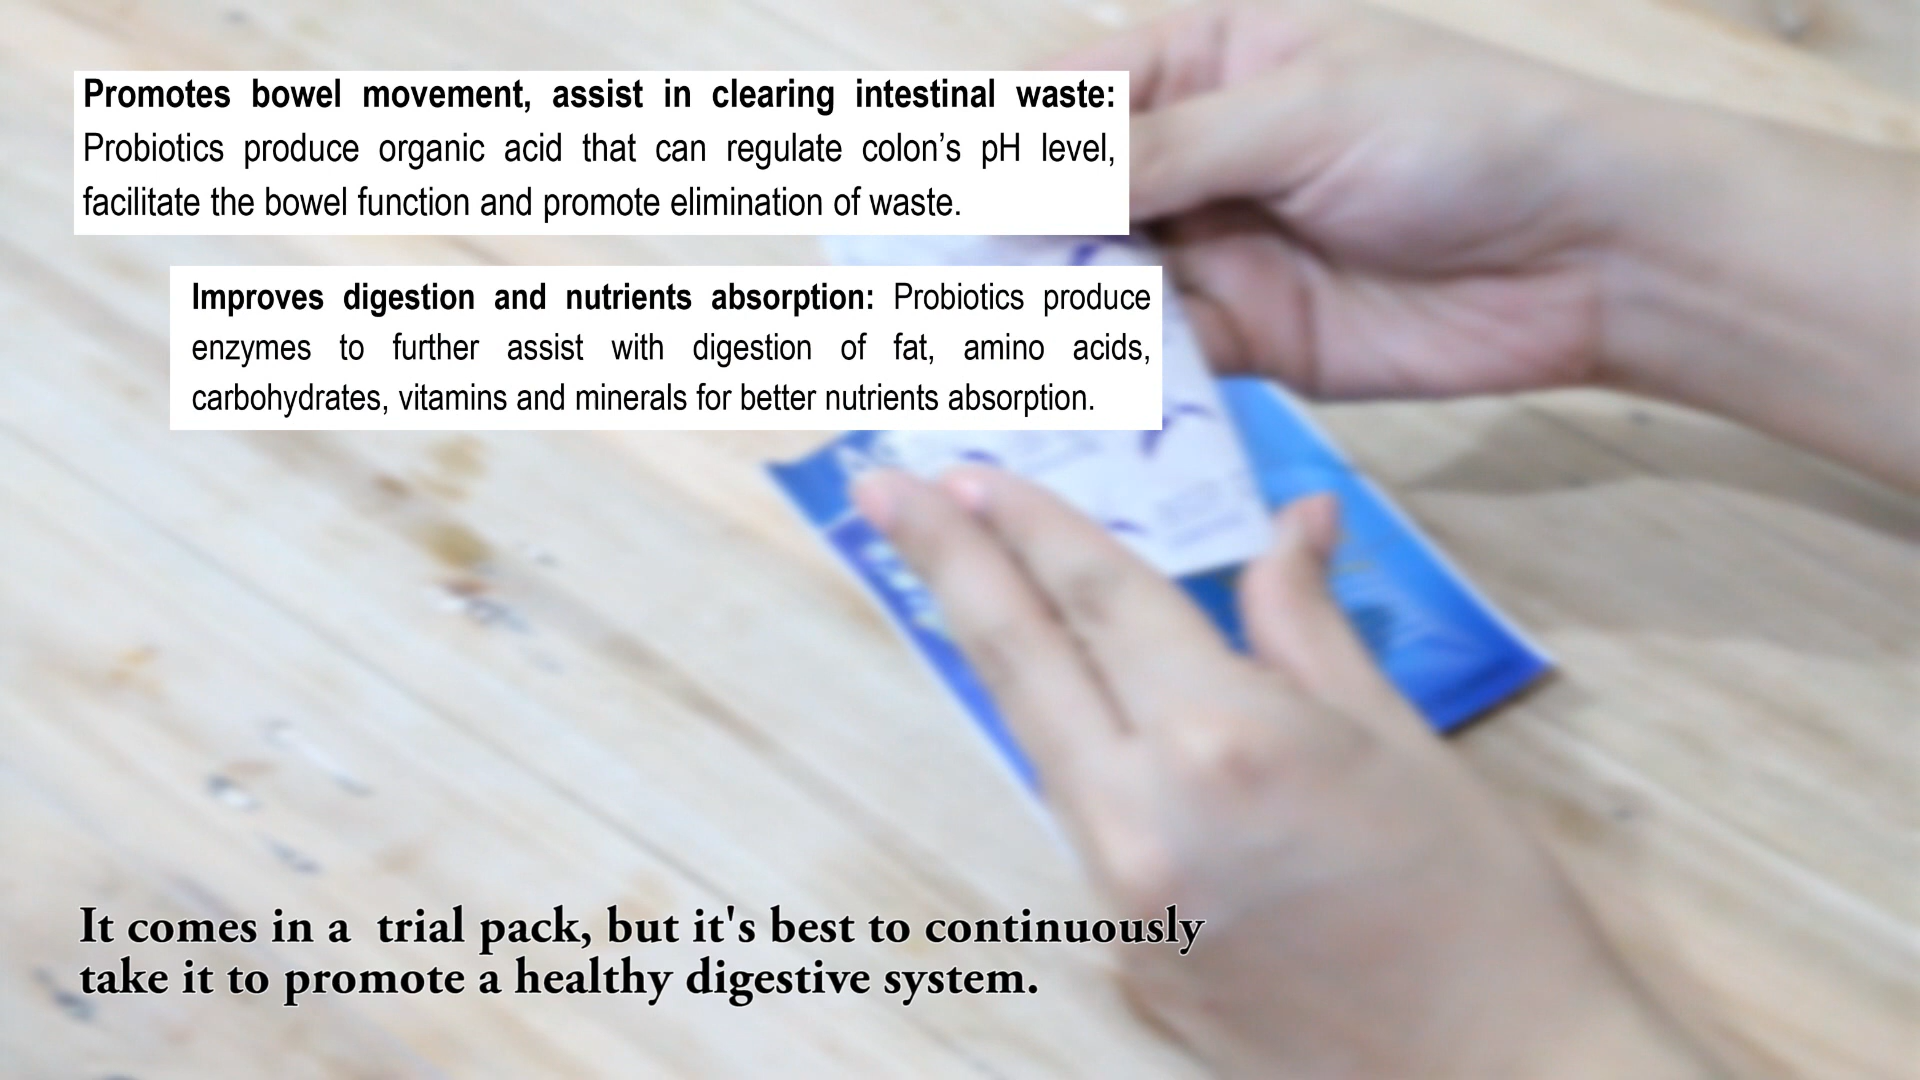 Promotes bowel movement, assist in clearing intestinal waste:
Probiotics produce organic acid that can regulate colon’s pH level,
facilitate the bowel function and promote elimination of waste.
Improves digestion and nutrients absorption: Probiotics produce
enzymes to further assist with digestion of fat, amino acids,
carbohydrates, vitamins and minerals for better nutrients absorption.
It comes in a  trial pack, but it's best to continuously
take it to promote a healthy digestive system.